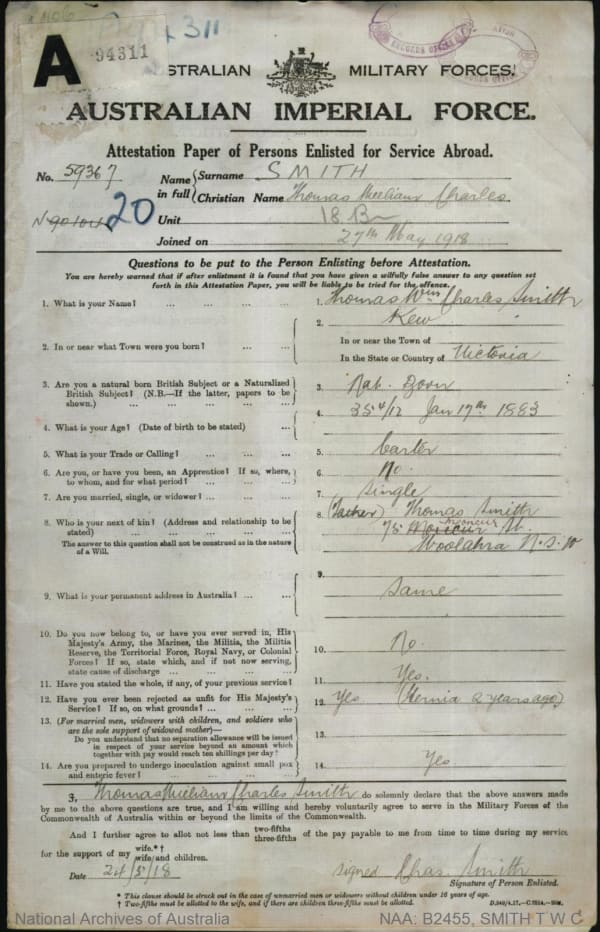 A
94311
STRALIAN MILITARY FORCES.
AUSTRALIAN IMPERIAL FORCE.
Attestation Paper of Persons Enlisted for Service Abroad.
No. 59367
Name in full { Surname SMITH
Christian Name Thomas William Charles
20
Unit 18 Bn
Joined on 27th May 1918
Questions to be put to the Person Enlisting before Attestation.
You are hereby warned that if after enlistment it is found that you have given a wilfully false answer to any question set
forth in this Attestation Paper, you will be liable to be tried for the offence.
1. What is your Name? ... ... ... 1. Thomas Wm Charles Smith
2. In or near what Town were you born? ... ... 2. Kew
In or near the Town of
In the State or Country of Victoria
3. Are you a natural born British Subject or a Naturalized
British Subject? (N.B.—If the latter, papers to be
shown.) ... ... ... ... 3. Nat. Born
4. What is your Age? (Date of birth to be stated) ... 4. 35 4/12 Jan 17th 1883
5. What is your Trade or Calling? ... ... 5. Carter
6. Are you, or have you been, an Apprentice? If so, where,
to whom, and for what period? ... ... 6. No.
7. Are you married, single, or widower? ... ... 7. Single
8. Who is your next of kin? (Address and relationship to be
stated) ... ... ... ... 8. (Father) Thomas Smith
75 Moncur St.
Woolahra N.S.W
The answer to this question shall not be construed as in the nature
of a Will.
9. What is your permanent address in Australia? ... ... 9. Same
10. Do you now belong to, or have you ever served in, His
Majesty's Army, the Marines, the Militia, the Militia
Reserve, the Territorial Force, Royal Navy, or Colonial
Forces? If so, state which, and if not now serving,
state cause of discharge ... ... ... 10. No.
11. Have you stated the whole, if any, of your previous service? 11. Yes.
12. Have you ever been rejected as unfit for His Majesty's
Service? If so, on what grounds? ... ... 12. Yes (Hernia 2 years ago)
13. (For married men, widowers with children, and soldiers who
are the sole support of widowed mother)—
Do you understand that no separation allowance will be issued
in respect of your service beyond an amount which
together with pay would reach ten shillings per day? 13.
14. Are you prepared to undergo inoculation against small pox
and enteric fever? ... ... ... 14. Yes
I, Thomas William Charles Smith do solemnly declare that the above answers made
by me to the above questions are true, and I am willing and hereby voluntarily agree to serve in the Military Forces of the
Commonwealth of Australia within or beyond the limits of the Commonwealth.
And I further agree to allot not less than two-fifths three-fifths of the pay payable to me from time to time during my service
for the support of my wife.*† wife and children.
Date 24/5/18 Signed Chas. Smith
Signature of Person Enlisted.
* This clause should be struck out in the case of unmarried men or widowers without children under 16 years of age.
† Two-fifths must be allotted to the wife, and if there are children three-fifths must be allotted.
National Archives of Australia NAA: B2455, SMITH T W C